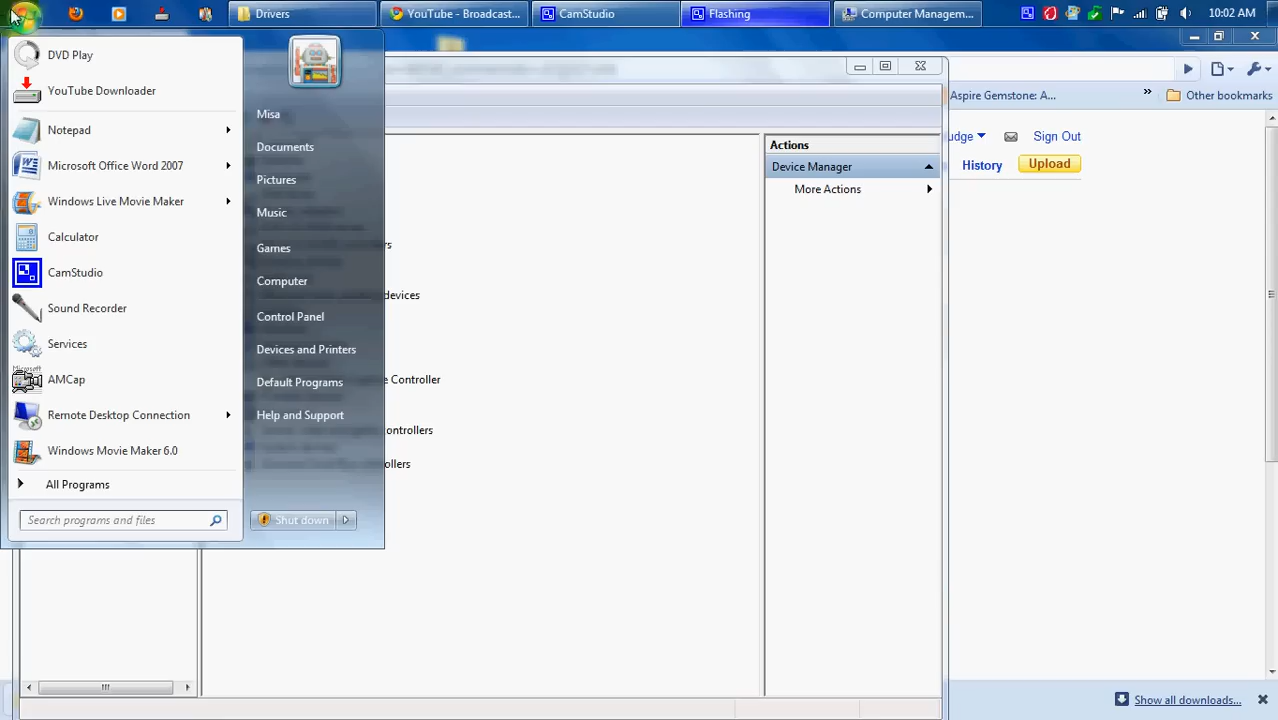 Drivers
YouTube - Broadcast...
CamStudio
Flashing
Computer Managem...
10:02 AM
DVD Play
YouTube Downloader
Notepad
Microsoft Office Word 2007
Windows Live Movie Maker
Calculator
CamStudio
Sound Recorder
Services
Microsoft
AMCap
Remote Desktop Connection
Windows Movie Maker 6.0
All Programs
Search programs and files
Misa
Documents
Pictures
Music
Games
Computer
Control Panel
Devices and Printers
Default Programs
Help and Support
Shut down
devices
Controller
controllers
Actions
Device Manager
More Actions
Aspire Gemstone: A...
»
Other bookmarks
Sign Out
History
Upload
Show all downloads...